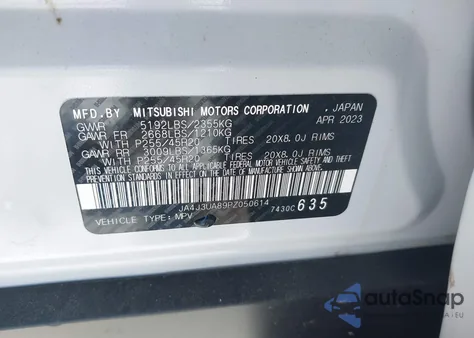 MFD.BY MITSUBISHI MOTORS CORPORATION , JAPAN
GWR 5192LBS/2355KG APR 2023
GAWR FR 2668LBS/1210KG
WITH P255/45R20 TIRES 20X8.0J RIMS
GAWR RR 3009LBS/1365KG
WITH P255/45R20 TIRES 20X8.0J RIMS
THIS VEHICLE CONFORMS TO ALL APPLICABLE FEDERAL MOTOR VEHICLE
SAFETY, BUMPER, AND THEFT PREVENTION STANDARDS IN
EFFECT ON THE DATE OF MANUFACTURE SHOWN ABOVE.
JA4J3UA89PZ050614 7430C 635
VEHICLE TYPE: MPV
autoSnap